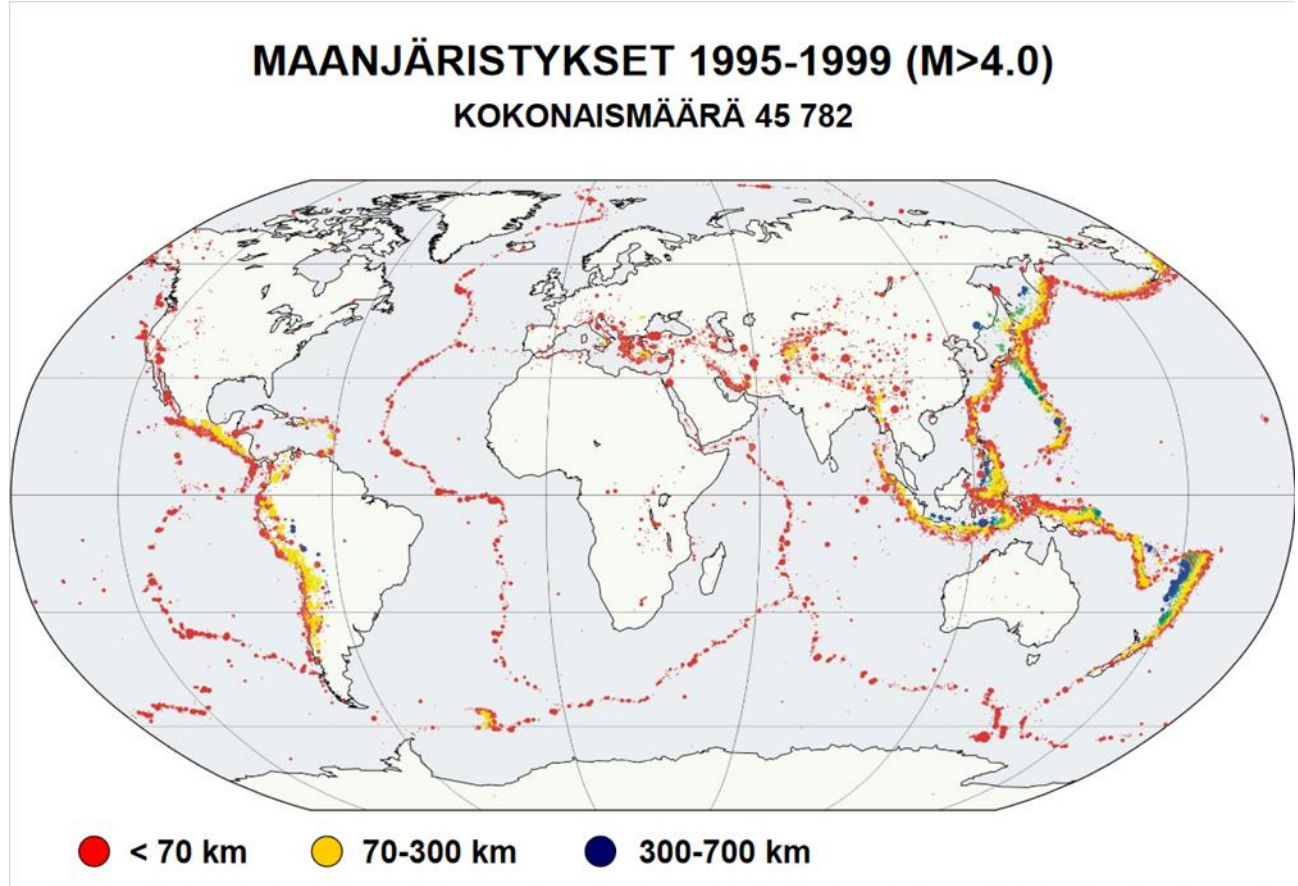 MAANJÄRISTYKSET 1995-1999 (M>4.0)
KOKONAISMÄÄRÄ 45 782
< 70 km 70-300 km 300-700 km